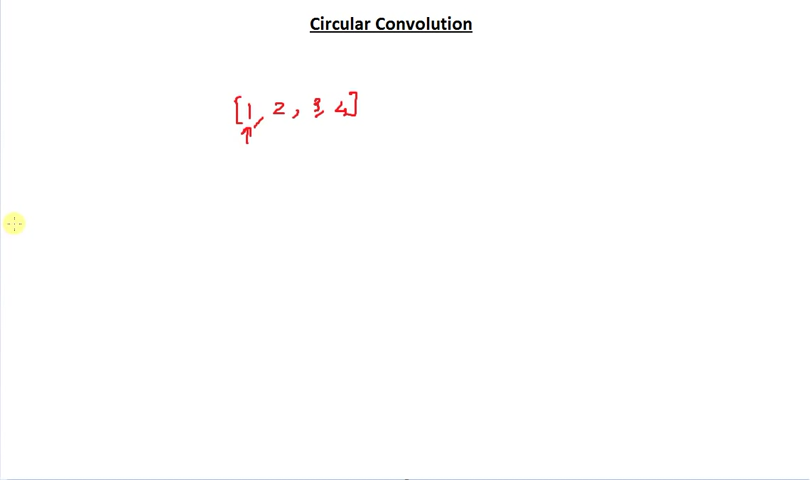 Circular Convolution
[1, 2, 3, 4]
↑